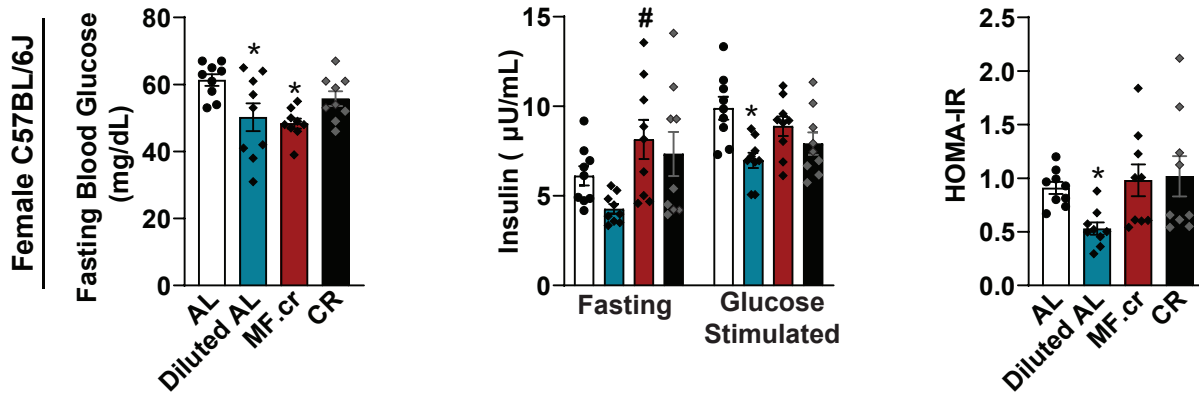 Female C57BL/6J
Fasting Blood Glucose
(mg/dL)
80
60
40
20
0
*
*
AL
Diluted AL
MF.cr
CR
Insulin ( µU/mL)
15
10
5
0
#
*
Fasting
Glucose
Stimulated
HOMA-IR
2.5
2.0
1.5
1.0
0.5
0.0
*
AL
Diluted AL
MF.cr
CR